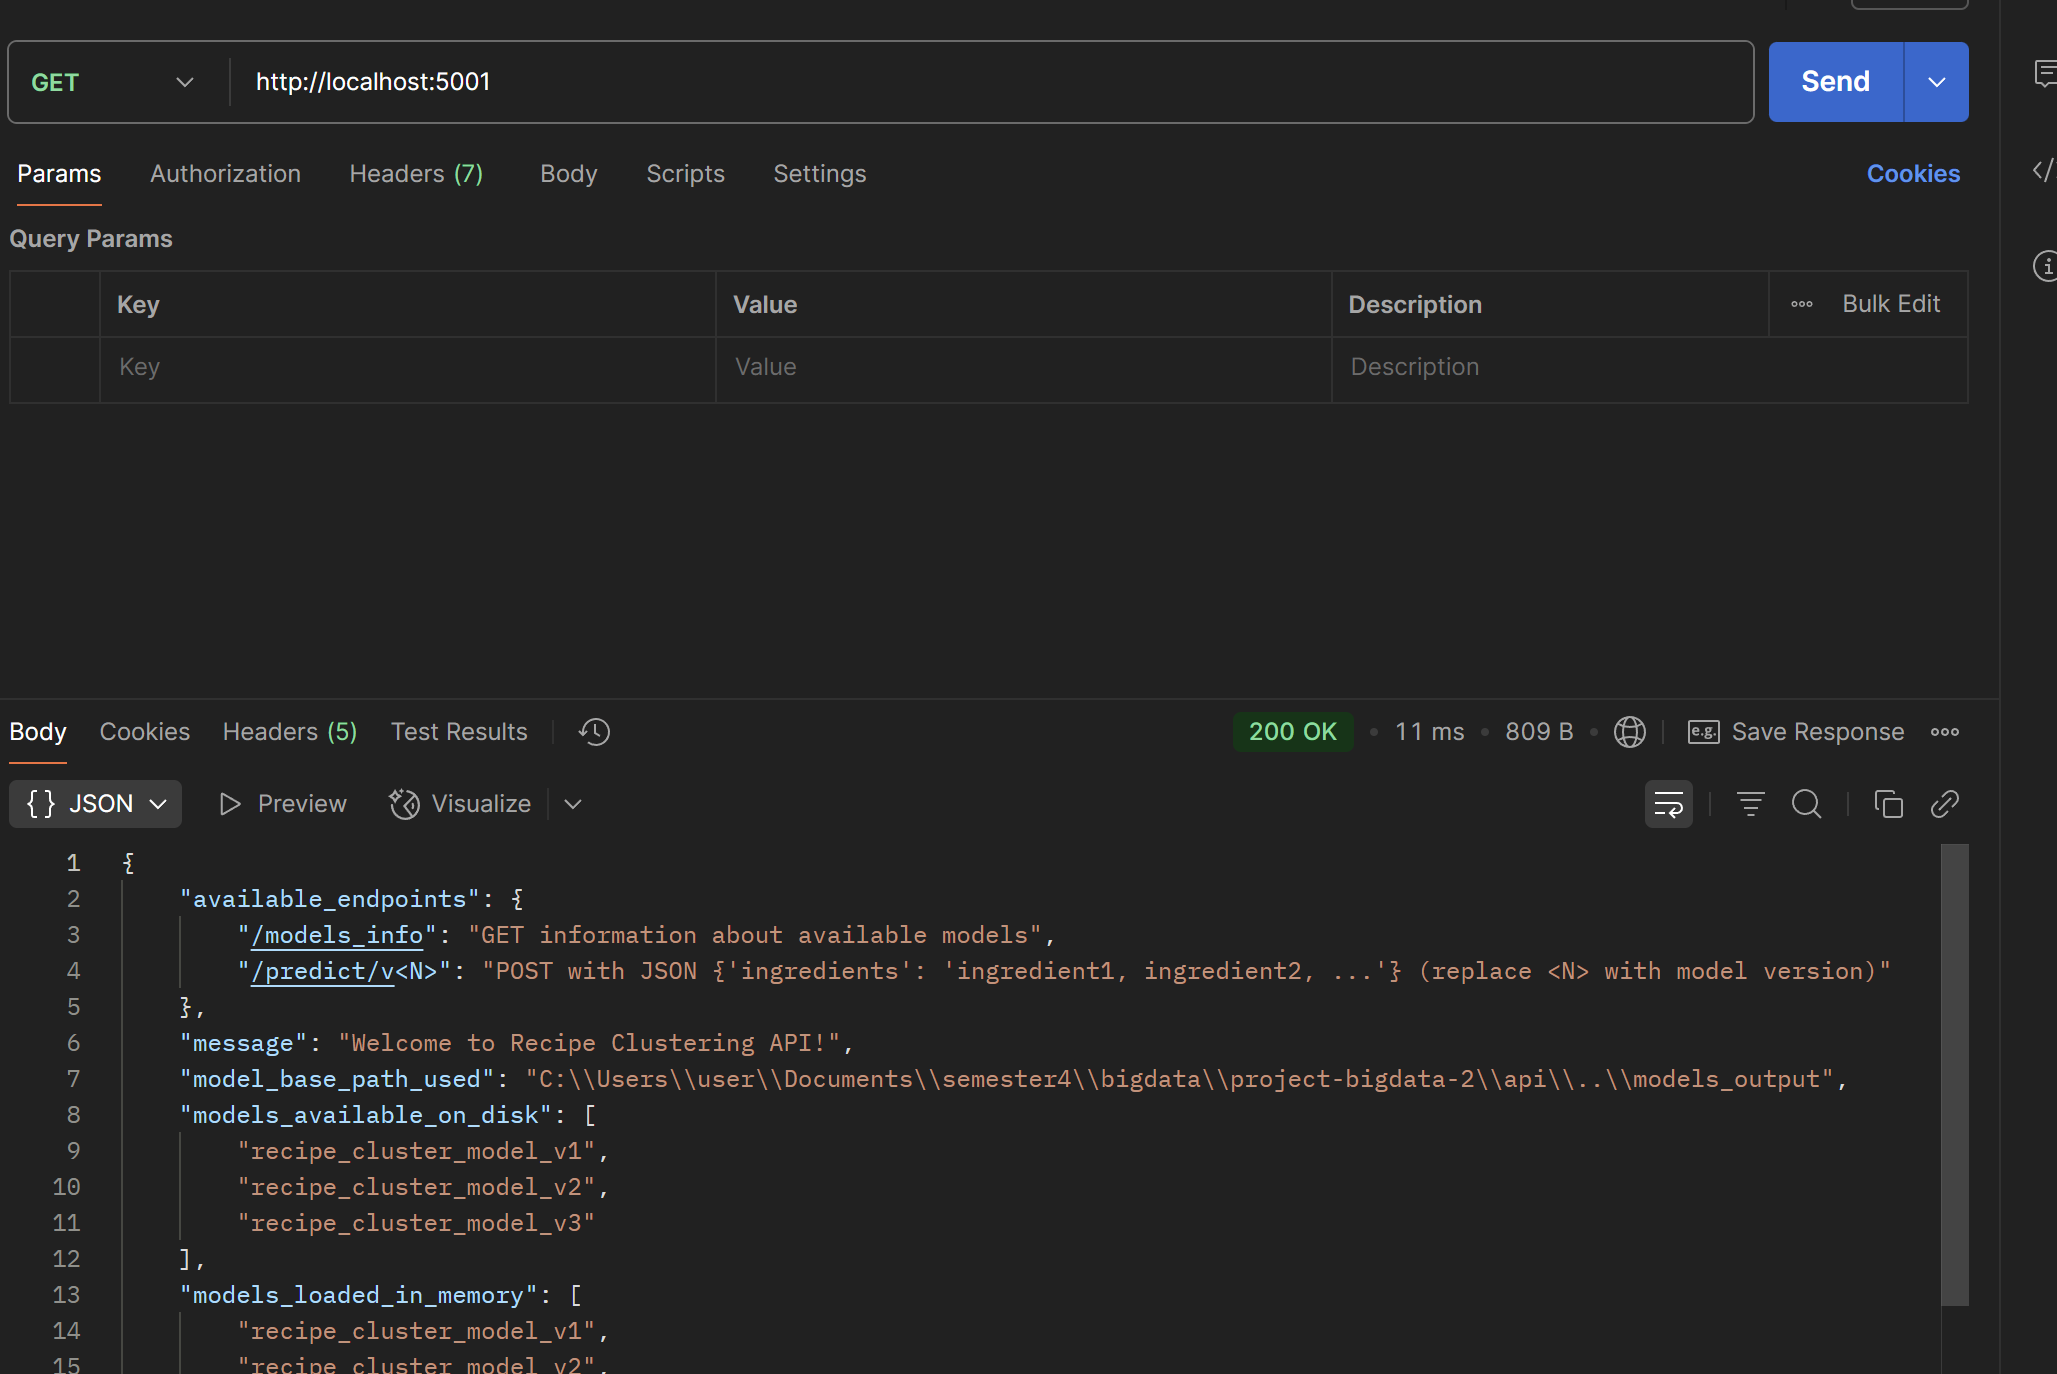 GET http://localhost:5001 Send
Params Authorization Headers (7) Body Scripts Settings Cookies
Query Params
Key Value Description Bulk Edit
Key Value Description
Body Cookies Headers (5) Test Results 200 OK 11 ms 809 B e.g. Save Response
{ } JSON Preview Visualize
1 {
2 "available_endpoints": {
3 "/models_info": "GET information about available models",
4 "/predict/v<N>": "POST with JSON {'ingredients': 'ingredient1, ingredient2, ...'} (replace <N> with model version)"
5 },
6 "message": "Welcome to Recipe Clustering API!",
7 "model_base_path_used": "C:\\Users\\user\\Documents\\semester4\\bigdata\\project-bigdata-2\\api\\..\\models_output",
8 "models_available_on_disk": [
9 "recipe_cluster_model_v1",
10 "recipe_cluster_model_v2",
11 "recipe_cluster_model_v3"
12 ],
13 "models_loaded_in_memory": [
14 "recipe_cluster_model_v1",
15 "recipe_cluster_model_v2",